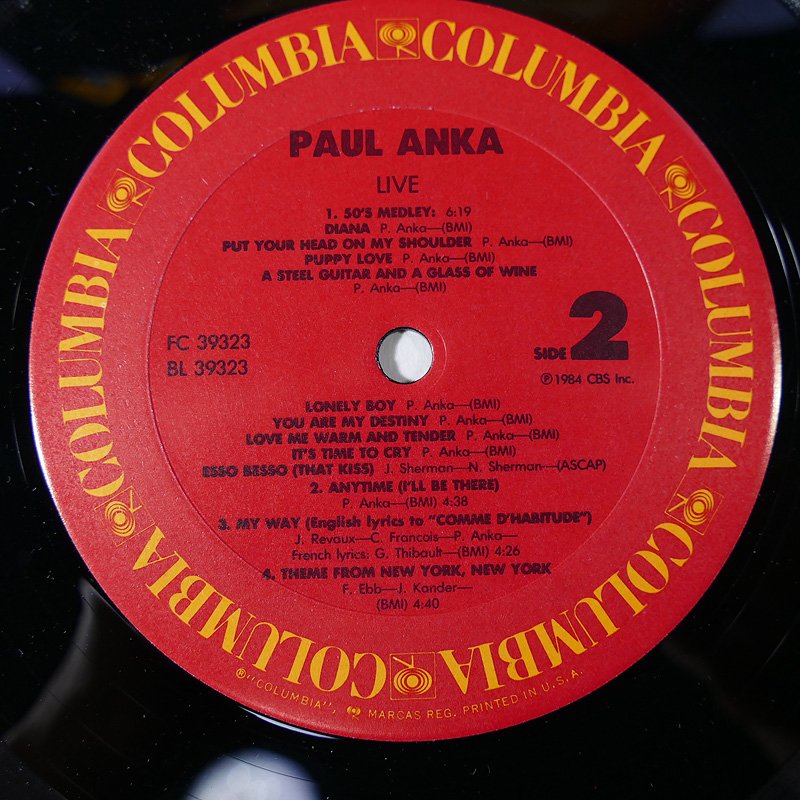 COLUMBIA COLUMBIA COLUMBIA COLUMBIA COLUMBIA COLUMBIA COLUMBIA COLUMBIA
PAUL ANKA
LIVE
1. 50'S MEDLEY: 6:19
DIANA P. Anka—(BMI)
PUT YOUR HEAD ON MY SHOULDER P. Anka—(BMI)
PUPPY LOVE P. Anka—(BMI)
A STEEL GUITAR AND A GLASS OF WINE
P. Anka—(BMI)
FC 39323
BL 39323
SIDE 2
℗1984 CBS Inc.
LONELY BOY P. Anka—(BMI)
YOU ARE MY DESTINY P. Anka—(BMI)
LOVE ME WARM AND TENDER P. Anka—(BMI)
IT'S TIME TO CRY P. Anka—(BMI)
ESSO BESSO (THAT KISS) J. Sherman—N. Sherman—(ASCAP)
2. ANYTIME (I'LL BE THERE)
P. Anka—(BMI) 4:38
3. MY WAY (English lyrics to "COMME D'HABITUDE")
J. Revaux—C. Francois—P. Anka—
French lyrics: G. Thibault—(BMI) 4:26
4. THEME FROM NEW YORK, NEW YORK
F. Ebb—J. Kander—
(BMI) 4:40
®"COLUMBIA", MARCAS REG. PRINTED IN U.S.A.